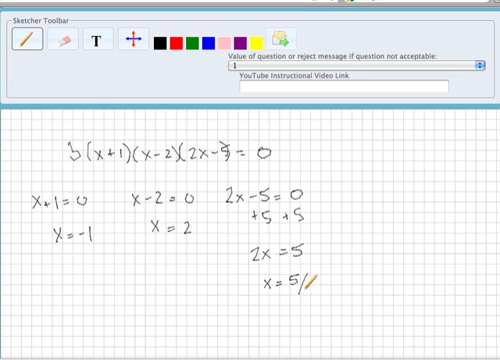 Sketcher Toolbar
T
Value of question or reject message if question not acceptable:
1
YouTube Instructional Video Link
3(x+1)(x-2)(2x-5)=0
x+1=0 x-2=0 2x-5=0
+5 +5
x=-1 x=2
2x=5
x=5/